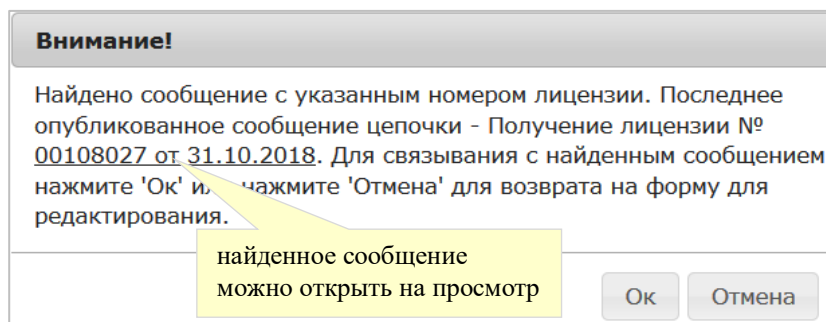 Внимание!
Найдено сообщение с указанным номером лицензии. Последнее
опубликованное сообщение цепочки - Получение лицензии №
00108027 от 31.10.2018. Для связывания с найденным сообщением
нажмите 'Ок' или нажмите 'Отмена' для возврата на форму для
редактирования.
найденное сообщение
можно открыть на просмотр
Ок Отмена